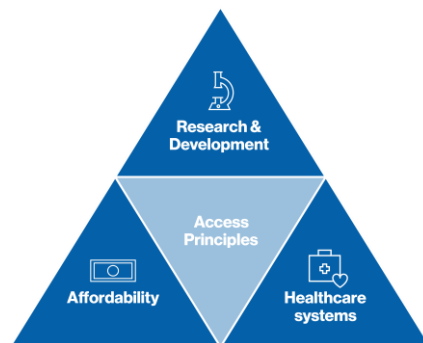 Research &
Development
Access
Principles
Affordability
Healthcare
systems